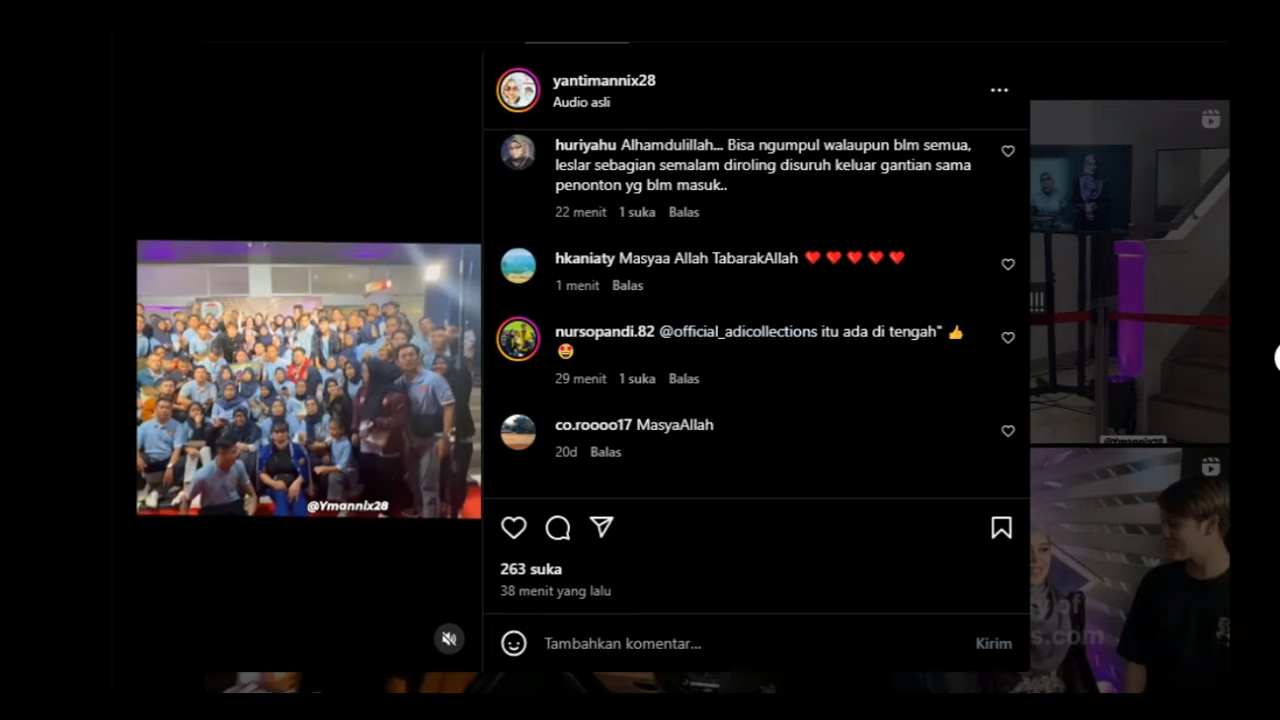 yantimannix28
Audio asli
huriyahu Alhamdulillah... Bisa ngumpul walaupun blm semua,
leslar sebagian semalam diroling disuruh keluar gantian sama
penonton yg blm masuk..
22 menit 1 suka Balas
hkaniaty Masyaa Allah TabarakAllah ❤️❤️❤️❤️❤️
1 menit Balas
nursopandi.82 @official_adicollections itu ada di tengah" 👍
🤩
29 menit 1 suka Balas
co.roooo17 MasyaAllah
20d Balas
263 suka
38 menit yang lalu
Tambahkan komentar...
Kirim
@Ymannix28
@Ymannix28
y of
s.com